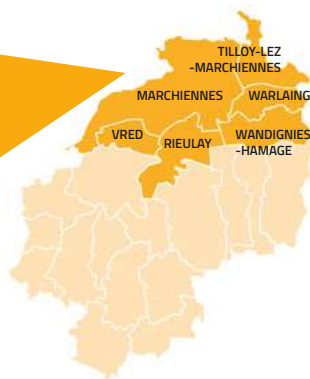 TILLOY-LEZ
-MARCHIENNES
MARCHIENNES
WARLAING
VRED
RIEULAY
WANDIGNIES
-HAMAGE